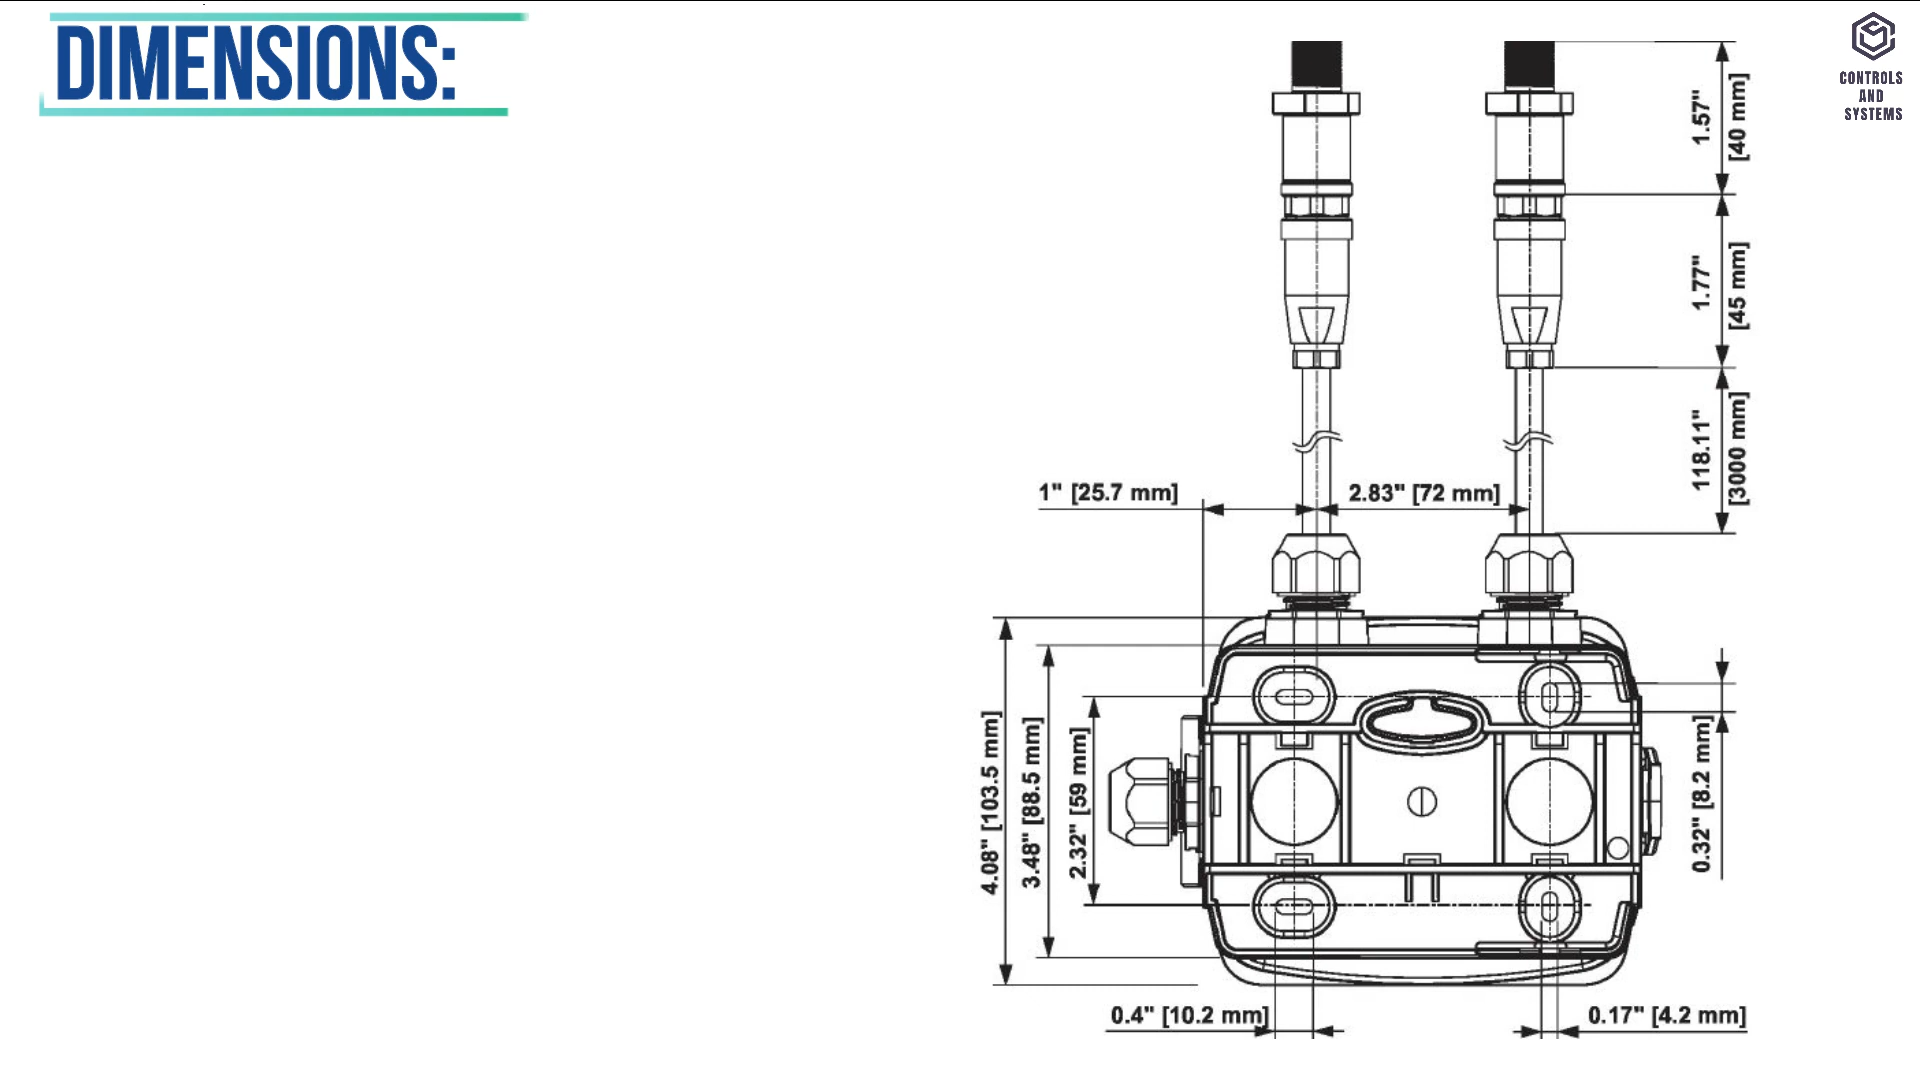 DIMENSIONS:
CONTROLS
AND
SYSTEMS
1.57"
[40 mm]
1.77"
[45 mm]
118.11"
[3000 mm]
1" [25.7 mm]
2.83" [72 mm]
4.08" [103.5 mm]
3.48" [88.5 mm]
2.32" [59 mm]
0.32" [8.2 mm]
0.4" [10.2 mm]
0.17" [4.2 mm]